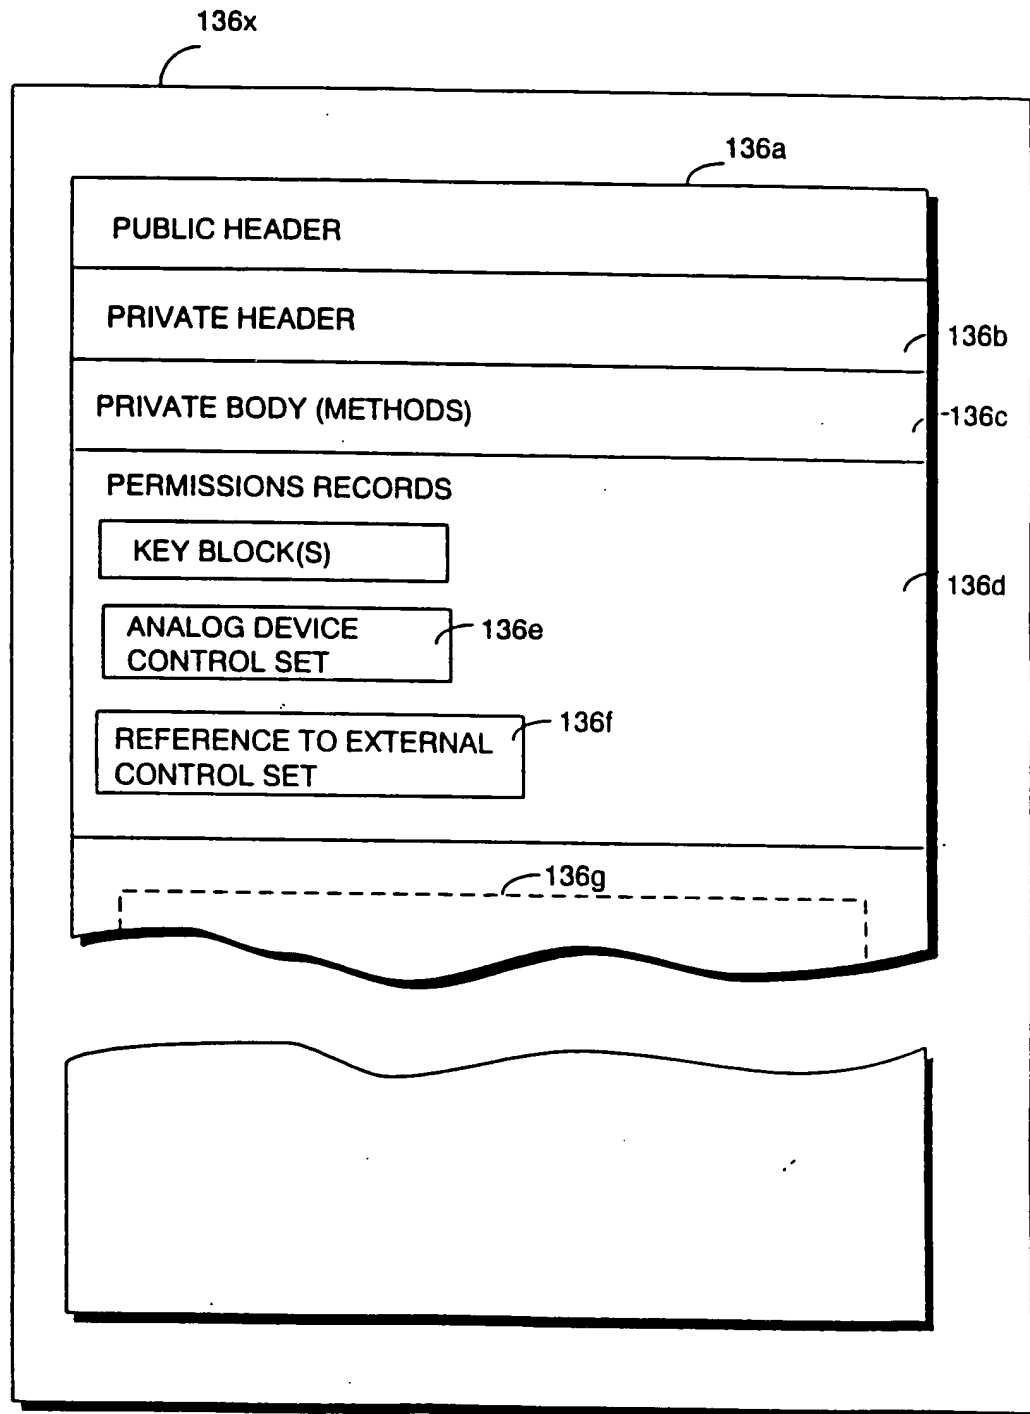 136x
136a
PUBLIC HEADER
PRIVATE HEADER
136b
PRIVATE BODY (METHODS)
136c
PERMISSIONS RECORDS
KEY BLOCK(S)
136d
ANALOG DEVICE
CONTROL SET
136e
REFERENCE TO EXTERNAL
CONTROL SET
136f
136g